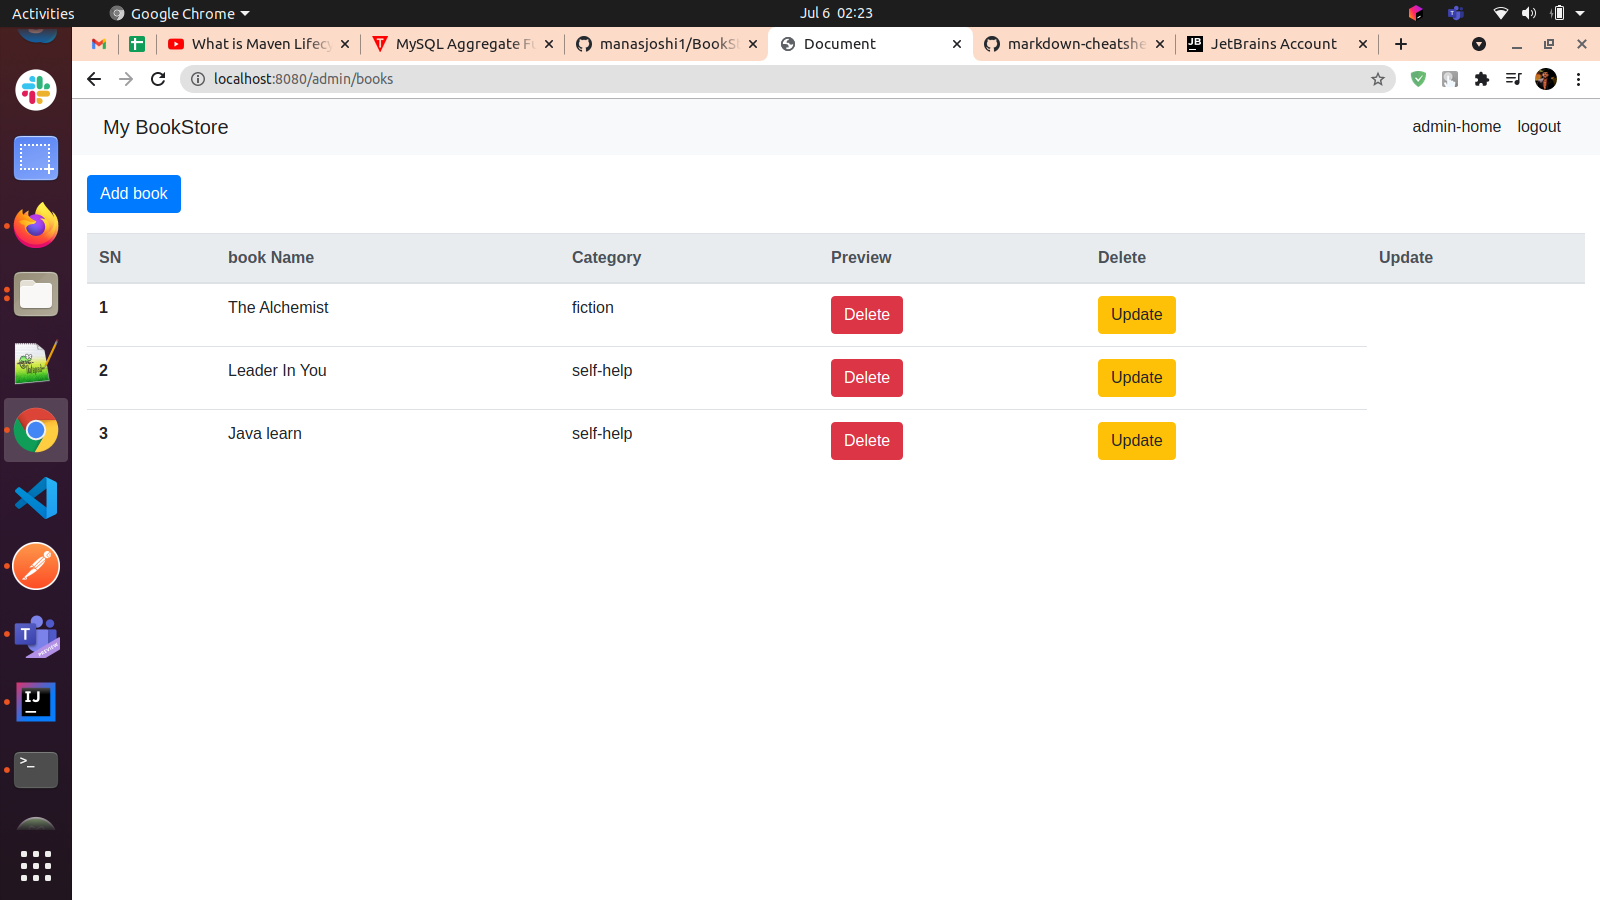 Activities Google Chrome Jul 6 02:23
What is Maven Lifecy MySQL Aggregate Fu manasjoshi1/BookSt Document markdown-cheatshe JetBrains Account
localhost:8080/admin/books
My BookStore admin-home logout
Add book
SN book Name Category Preview Delete Update
1 The Alchemist fiction Delete Update
2 Leader In You self-help Delete Update
3 Java learn self-help Delete Update